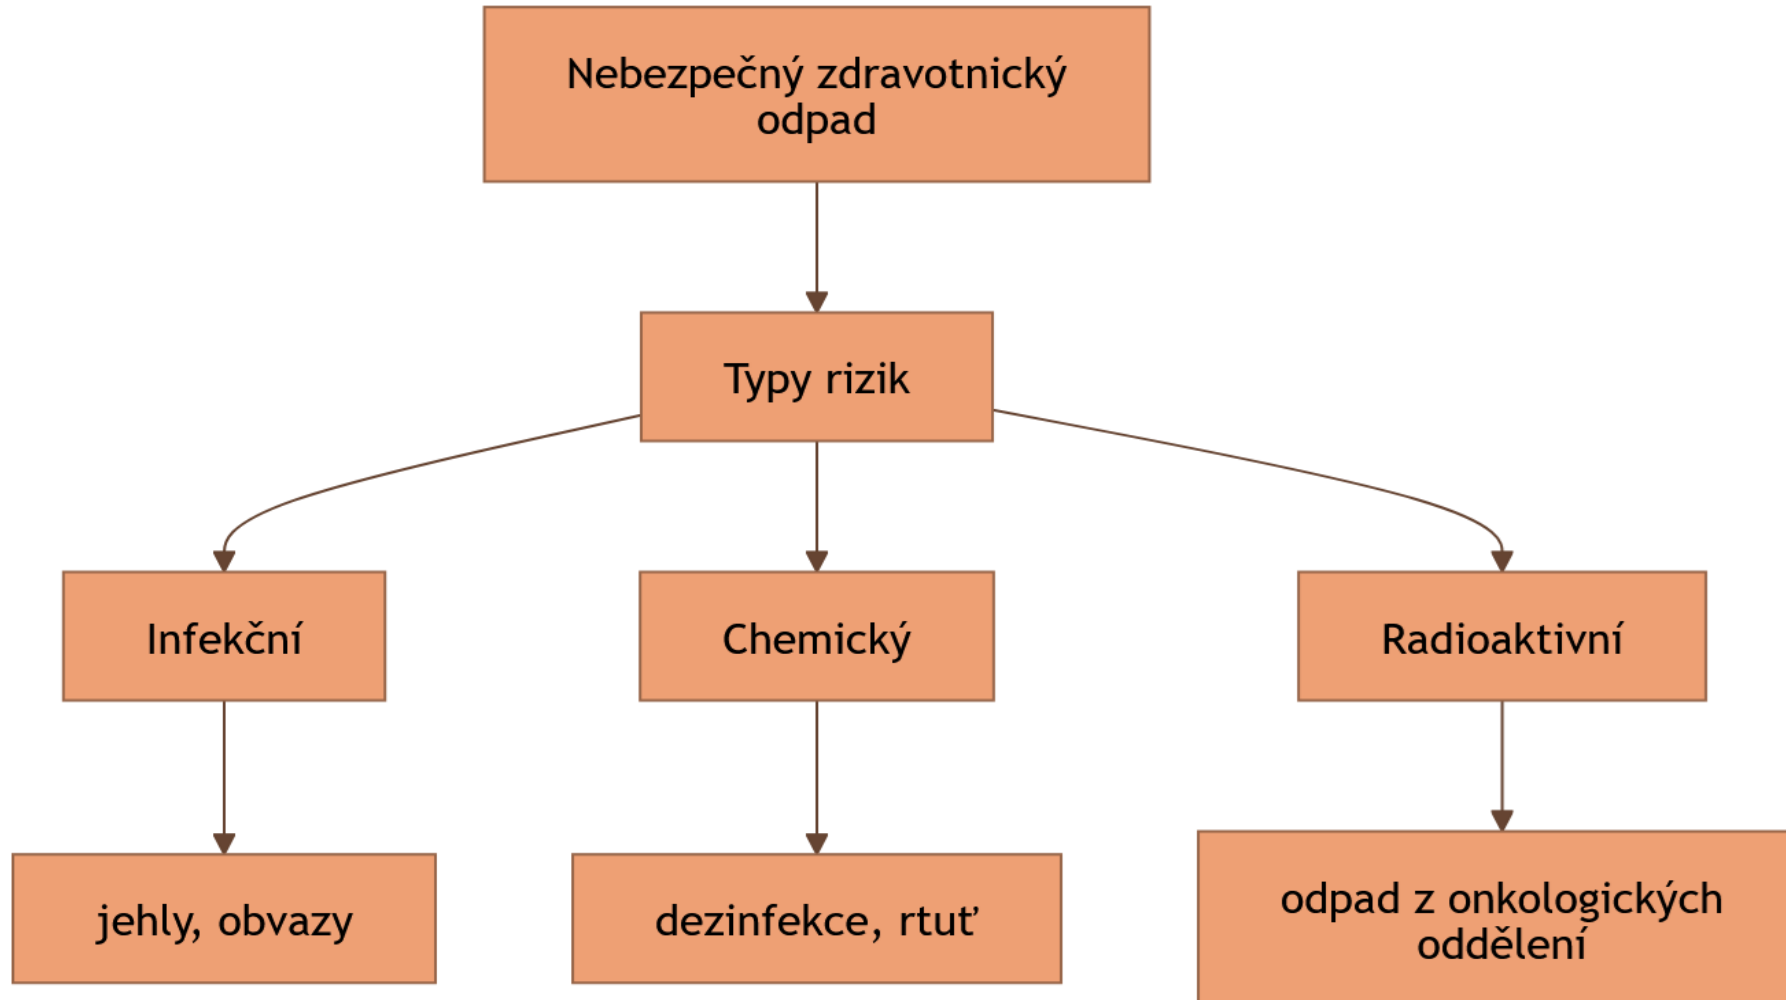 Nebezpečný zdravotnický
odpad
Typy rizik
Infekční
Chemický
Radioaktivní
jehly, obvazy
dezinfekce, rtuť
odpad z onkologických
oddělení